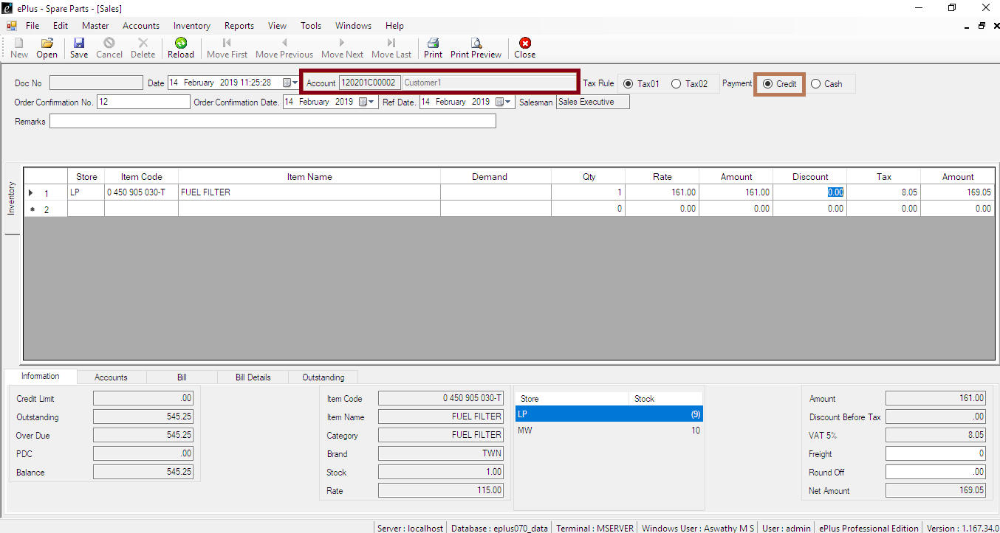 ePlus - Spare Parts - [Sales]
File Edit Master Accounts Inventory Reports View Tools Windows Help
New Open Save Cancel Delete Reload Move First Move Previous Move Next Move Last Print Print Preview Close
Doc No Date 14 February 2019 11:25:28 Account 120201C00002 Customer1 Tax Rule Tax01 Tax02 Payment Credit Cash
Order Confimation No. 12 Order Confimation Date. 14 February 2019 Ref Date. 14 February 2019 Salesman Sales Executive
Remarks
Inventory
Store Item Code Item Name Demand Qty Rate Amount Discount Tax Amount
1 LP 0 450 905 030-T FUEL FILTER 1 161.00 161.00 0.00 8.05 169.05
2 0 0.00 0.00 0.00 0.00 0.00
Information Accounts Bill Bill Details Outstanding
Credit Limit .00
Outstanding 545.25
Over Due 545.25
PDC .00
Balance 545.25
Item Code 0 450 905 030-T
Item Name FUEL FILTER
Category FUEL FILTER
Brand TWN
Stock 1.00
Rate 115.00
Store Stock
LP (9)
MW 10
Amount 161.00
Discount Before Tax .00
VAT 5% 8.05
Freight 0
Round Off .00
Net Amount 169.05
Server : localhost Database : eplus070_data Terminal : MSERVER Windows User : Aswathy M S User : admin ePlus Professional Edition Version : 1.167.34.0